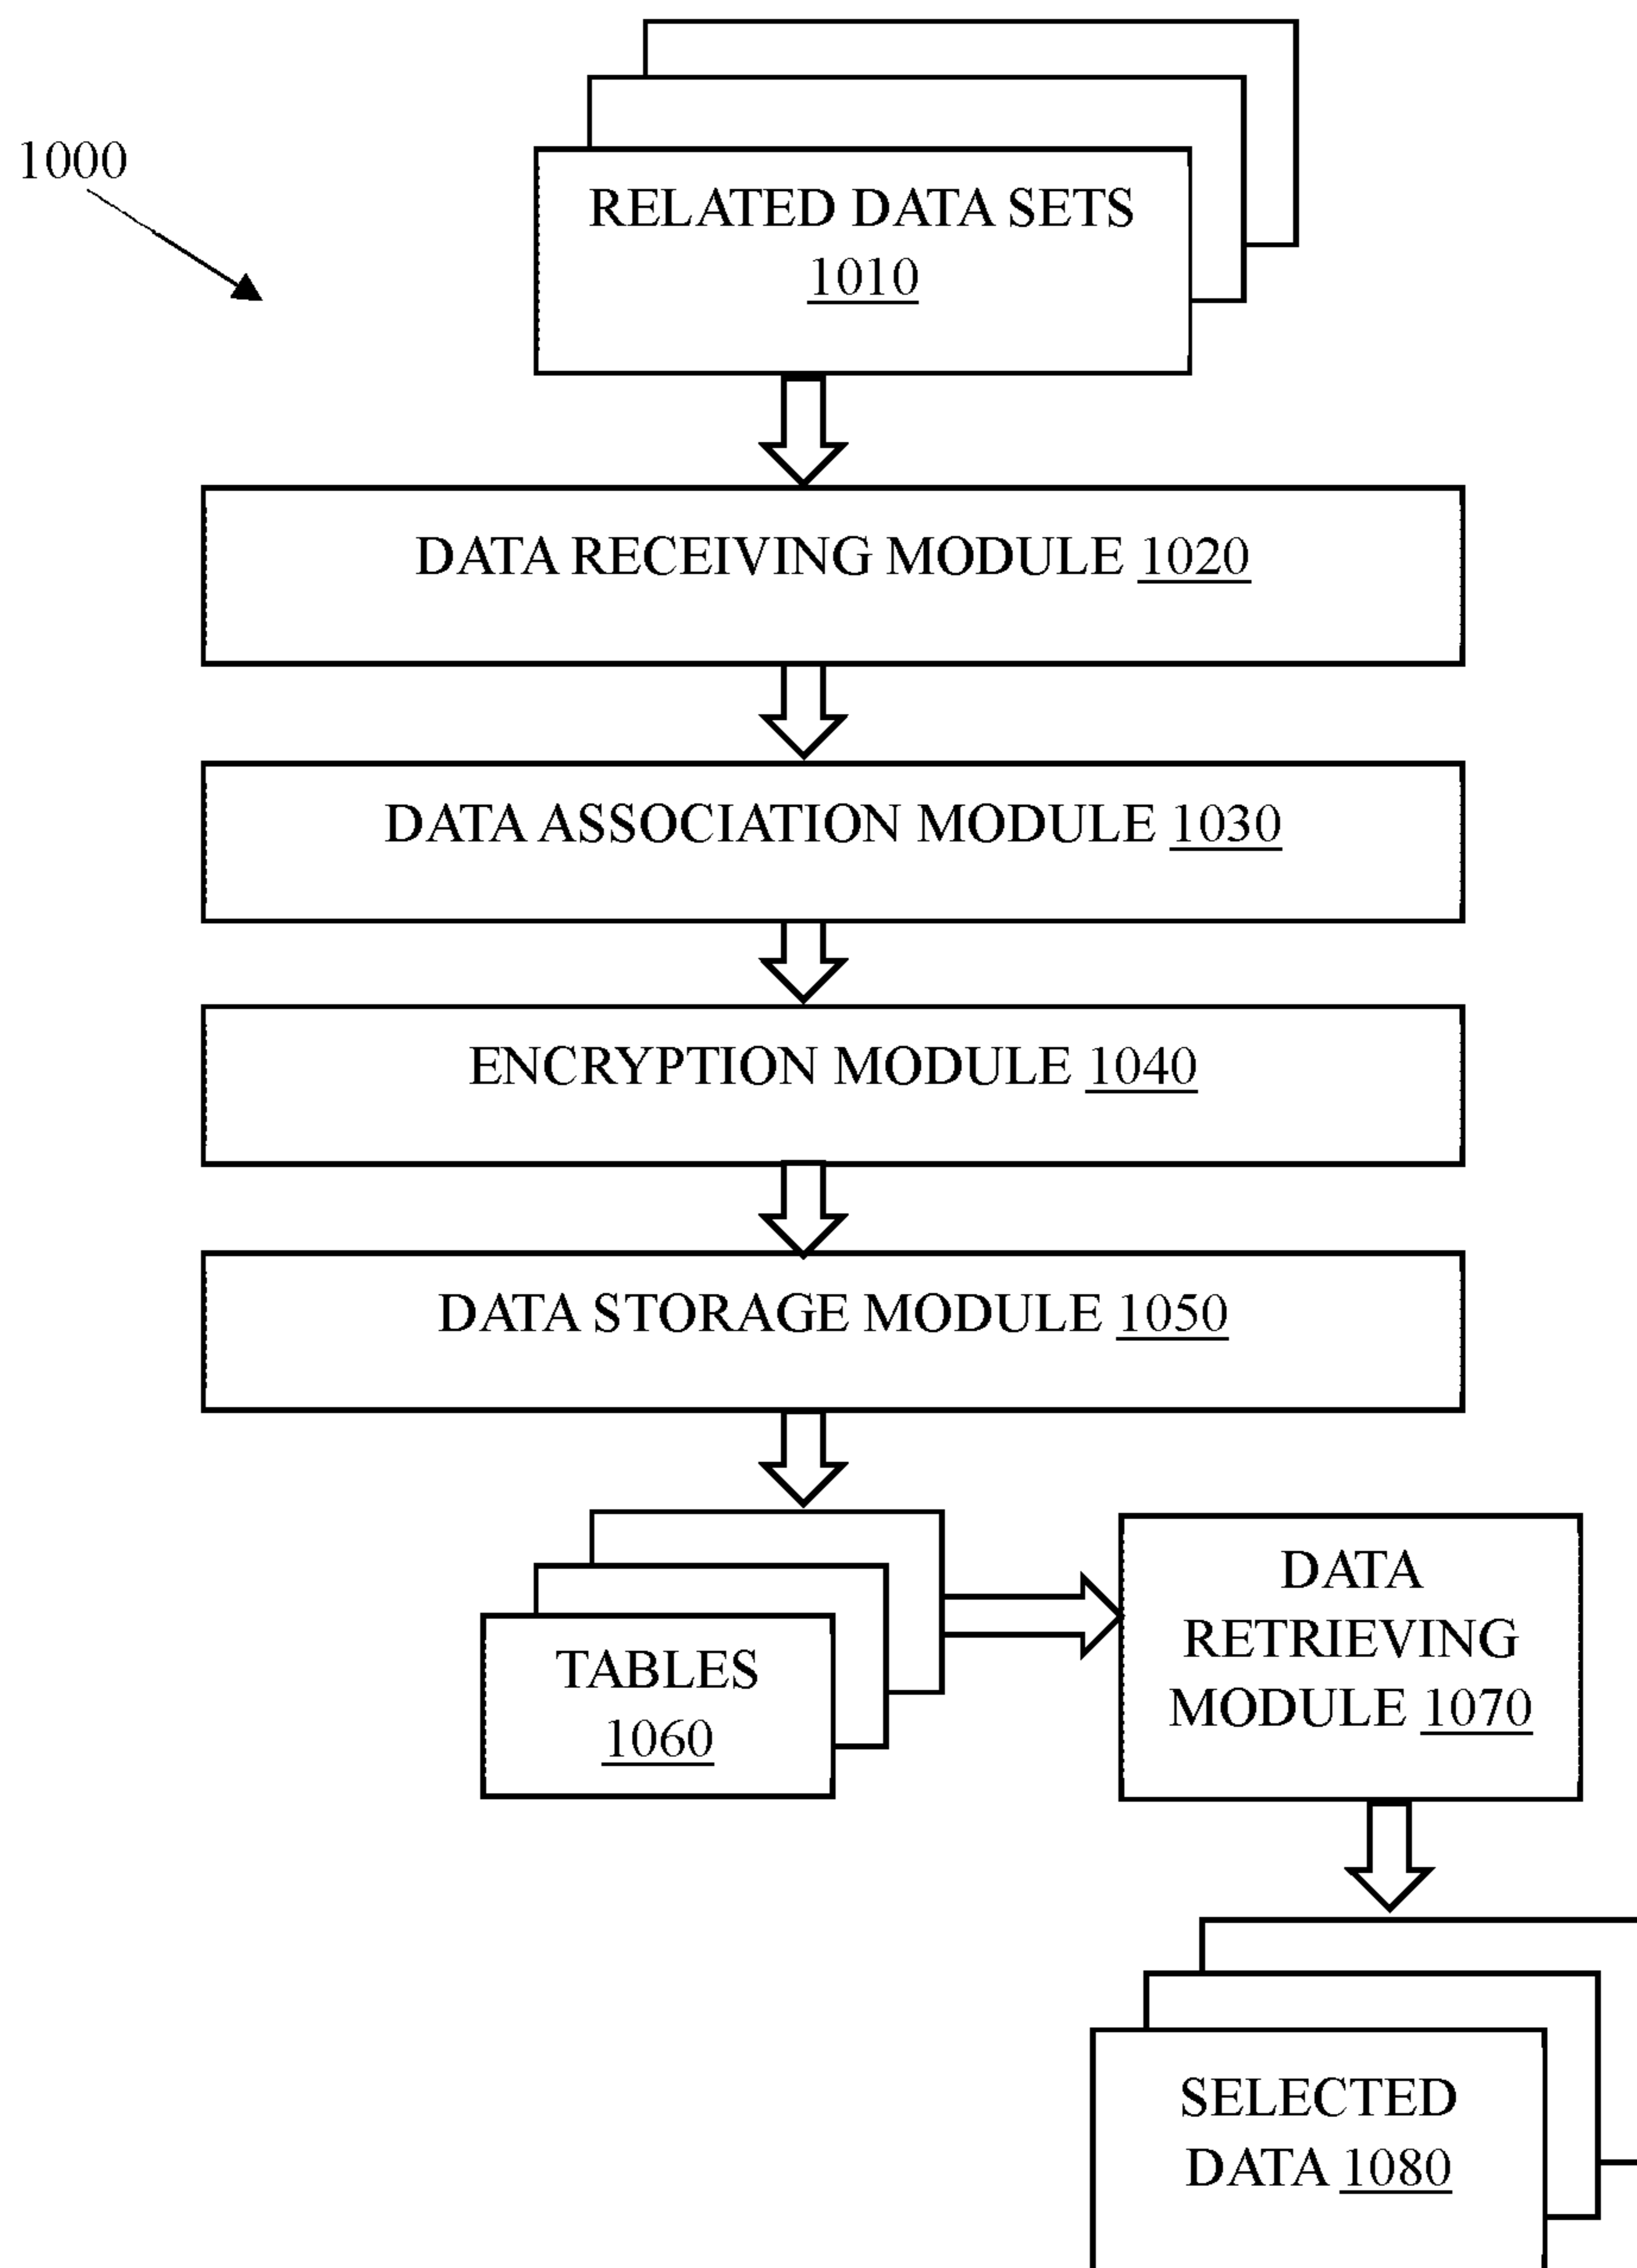 1000
RELATED DATA SETS
1010
DATA RECEIVING MODULE 1020
DATA ASSOCIATION MODULE 1030
ENCRYPTION MODULE 1040
DATA STORAGE MODULE 1050
TABLES
1060
DATA
RETRIEVING
MODULE 1070
SELECTED
DATA 1080